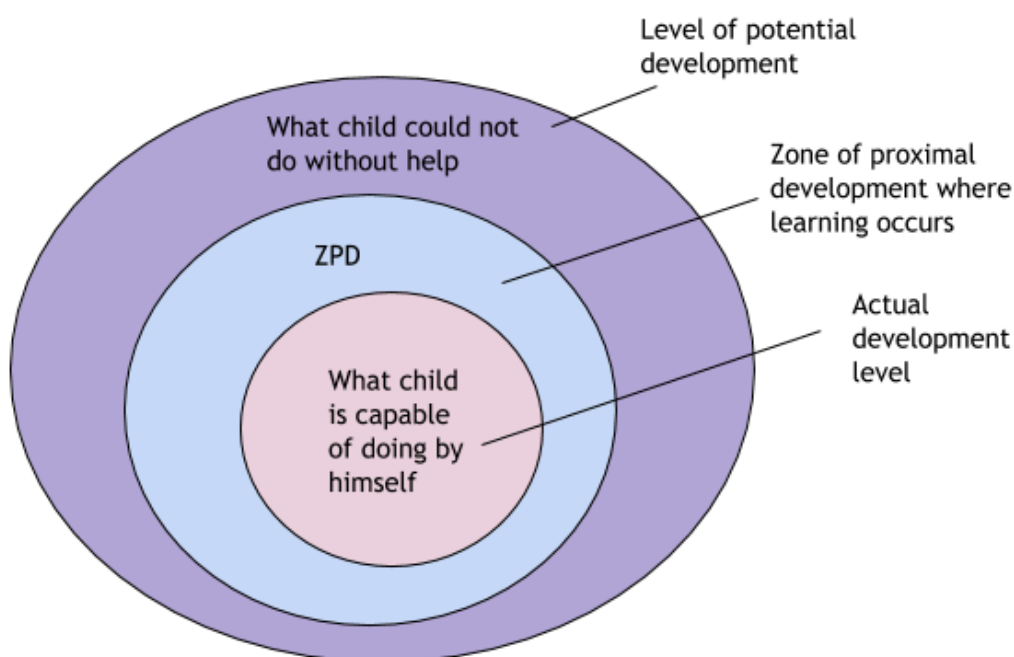 Level of potential
development
What child could not
do without help
Zone of proximal
development where
learning occurs
ZPD
Actual
development
level
What child
is capable
of doing by
himself